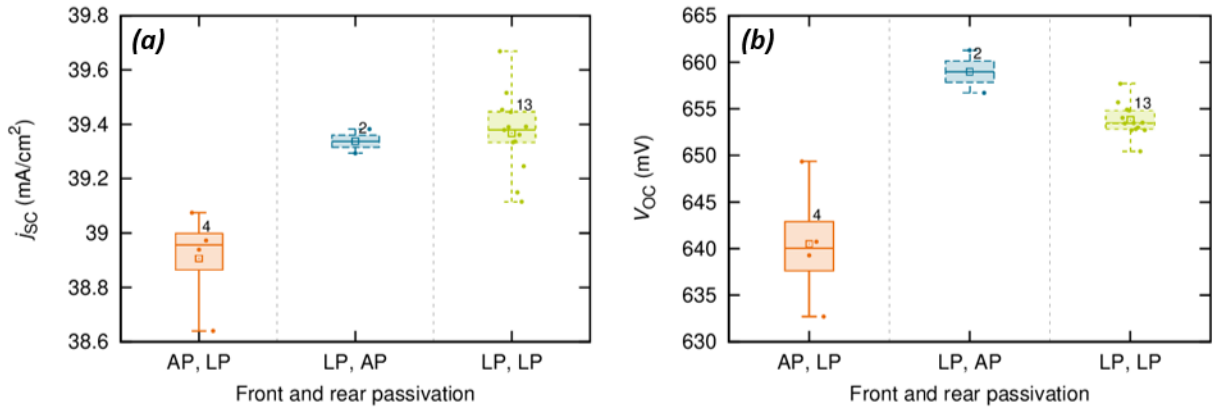 (a)
39.8
39.6
39.4
39.2
39
38.8
38.6
jSC (mA/cm²)
4
2
13
AP, LP
LP, AP
LP, LP
Front and rear passivation
(b)
665
660
655
650
645
640
635
630
VOC (mV)
4
2
13
AP, LP
LP, AP
LP, LP
Front and rear passivation